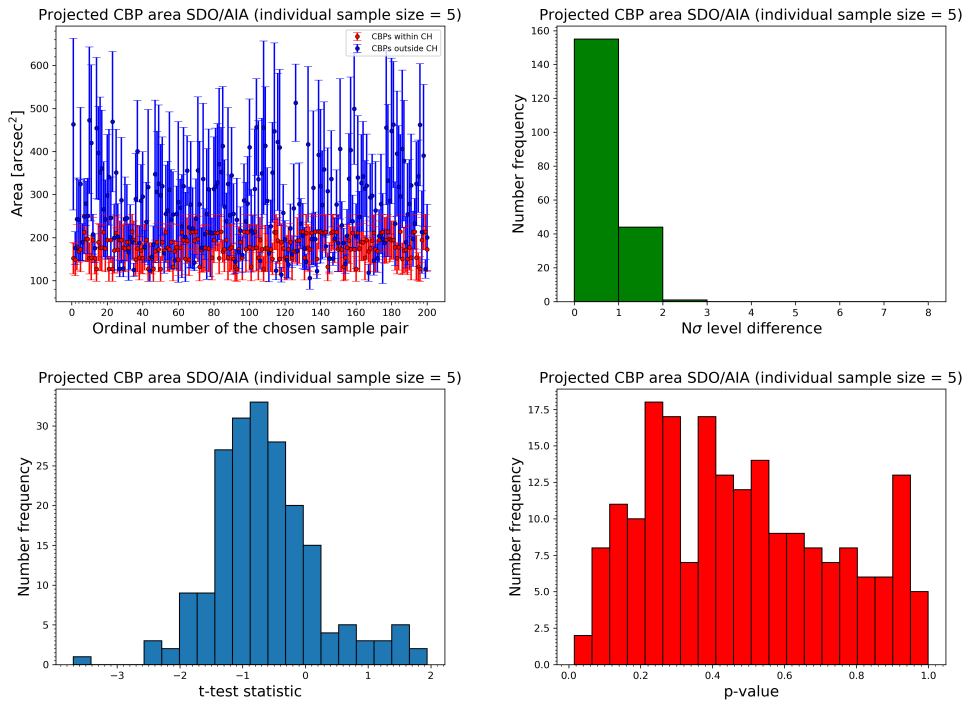 Projected CBP area SDO/AIA (individual sample size = 5)
CBPs within CH
CBPs outside CH
Area [arcsec²]
600
500
400
300
200
100
0 20 40 60 80 100 120 140 160 180 200
Ordinal number of the chosen sample pair
Projected CBP area SDO/AIA (individual sample size = 5)
Number frequency
160
140
120
100
80
60
40
20
0
0 1 2 3 4 5 6 7 8
Nσ level difference
Projected CBP area SDO/AIA (individual sample size = 5)
Number frequency
30
25
20
15
10
5
0
−3 −2 −1 0 1 2
t-test statistic
Projected CBP area SDO/AIA (individual sample size = 5)
Number frequency
17.5
15.0
12.5
10.0
7.5
5.0
2.5
0.0
0.0 0.2 0.4 0.6 0.8 1.0
p-value